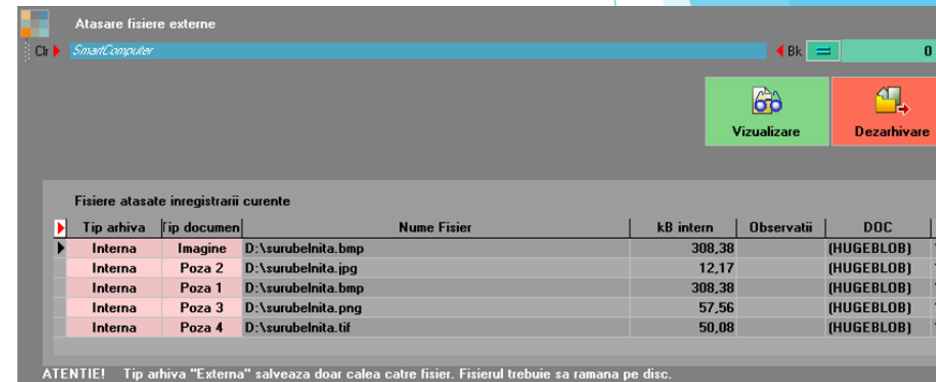 Atasare fisiere externe
Clr SmartComputer Bk 0
Vizualizare Dezarhivare
Fisiere atasate inregistrarii curente
Tip arhiva Tip documen Nume Fisier kB intern Observatii DOC
Interna Imagine D:\surubelnita.bmp 308,38 (HUGEBLOB)
Interna Poza 2 D:\surubelnita.jpg 12,17 (HUGEBLOB)
Interna Poza 1 D:\surubelnita.bmp 308,38 (HUGEBLOB)
Interna Poza 3 D:\surubelnita.png 57,56 (HUGEBLOB)
Interna Poza 4 D:\surubelnita.tif 50,08 (HUGEBLOB)
ATENTIE! Tip arhiva "Externa" salveaza doar calea catre fisier. Fisierul trebuie sa ramana pe disc.